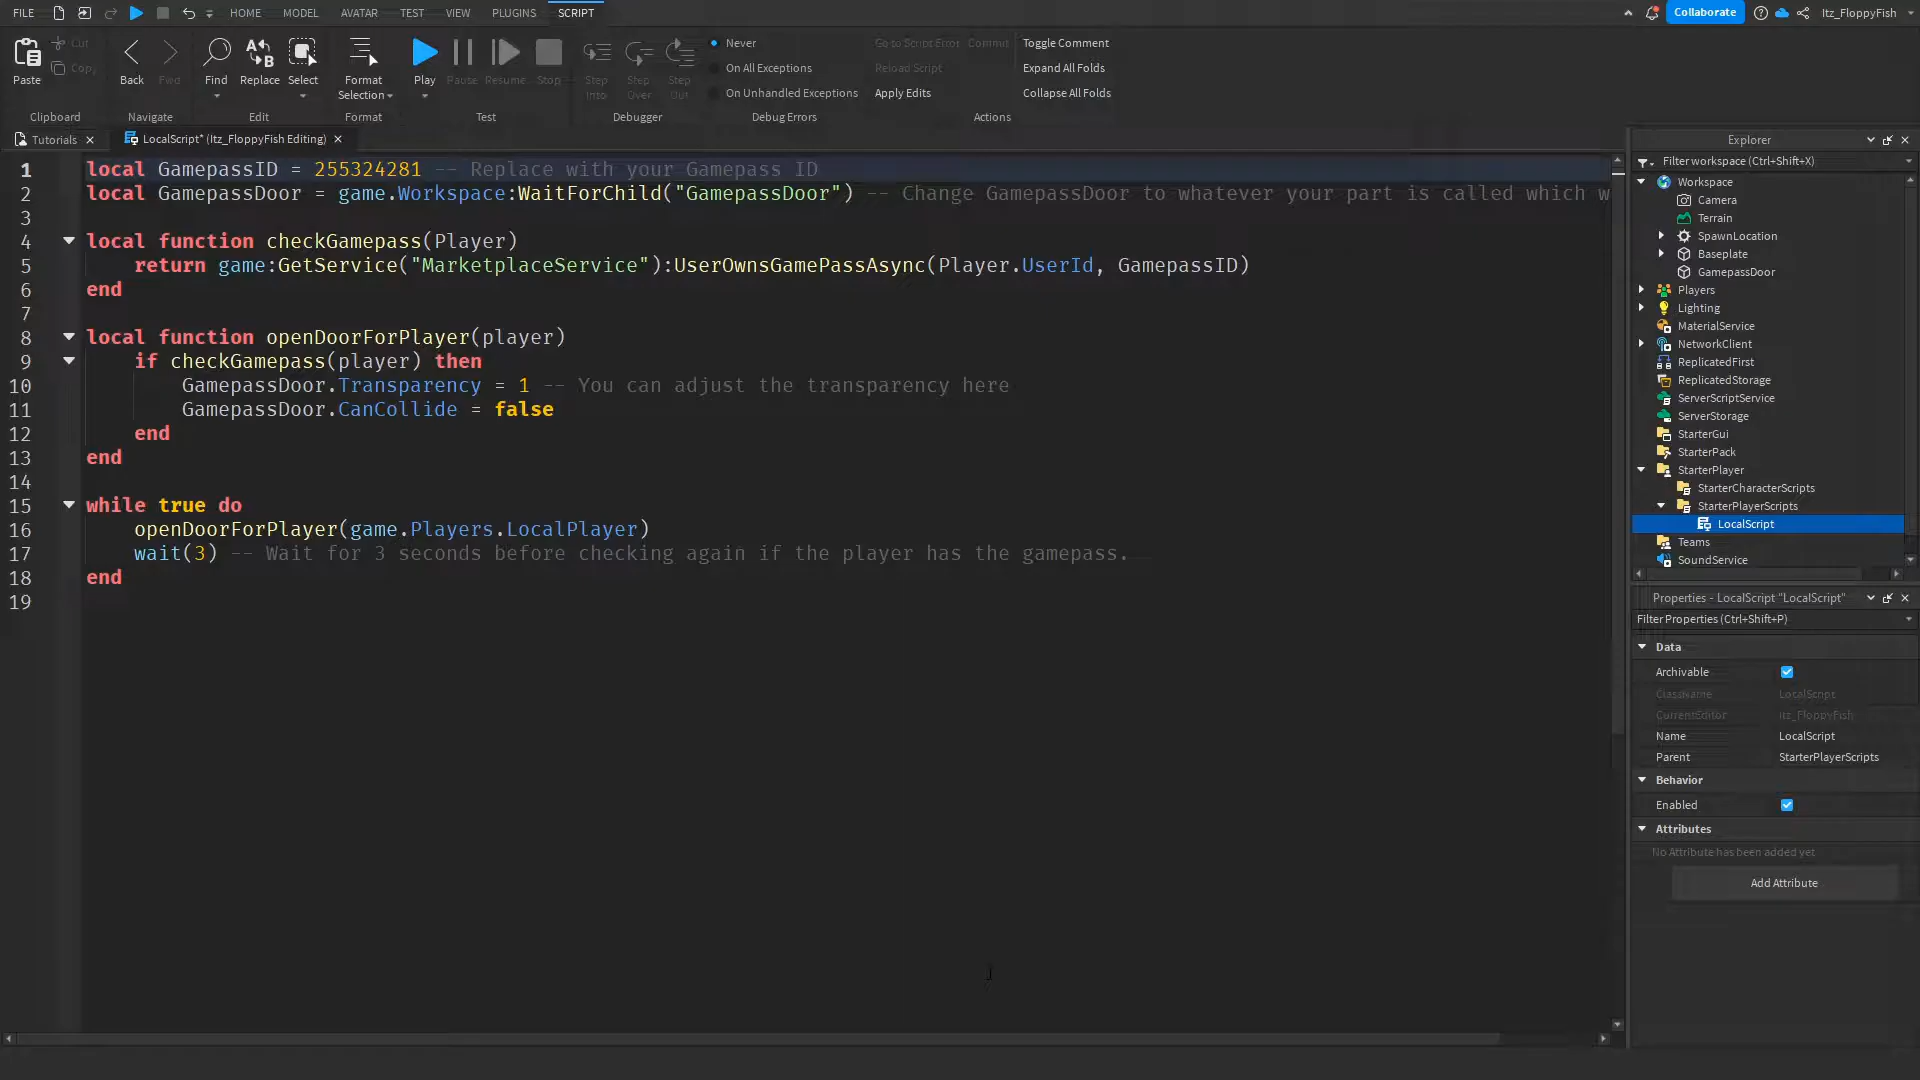 FILE HOME MODEL AVATAR TEST VIEW PLUGINS SCRIPT Collaborate Itz_FloppyFish
Paste Cut Copy
Clipboard
Back Fwd
Navigate
Find Replace Select
Edit
Format
Selection
Format
Play Pause Resume Stop
Test
Step
Into
Step
Over
Step
Out
Debugger
Never
On All Exceptions
On Unhandled Exceptions
Debug Errors
Go to Script Error Commit
Reload Script
Apply Edits
Toggle Comment
Expand All Folds
Collapse All Folds
Actions
Tutorials
LocalScript* (Itz_FloppyFish Editing)
1 local GamepassID = 255324281 -- Replace with your Gamepass ID
2 local GamepassDoor = game.Workspace:WaitForChild("GamepassDoor") -- Change GamepassDoor to whatever your part is called which w
3
4 local function checkGamepass(Player)
5 return game:GetService("MarketplaceService"):UserOwnsGamePassAsync(Player.UserId, GamepassID)
6 end
7
8 local function openDoorForPlayer(player)
9 if checkGamepass(player) then
10 GamepassDoor.Transparency = 1 -- You can adjust the transparency here
11 GamepassDoor.CanCollide = false
12 end
13 end
14
15 while true do
16 openDoorForPlayer(game.Players.LocalPlayer)
17 wait(3) -- Wait for 3 seconds before checking again if the player has the gamepass.
18 end
19
Explorer
Filter workspace (Ctrl+Shift+X)
Workspace
Camera
Terrain
SpawnLocation
Baseplate
GamepassDoor
Players
Lighting
MaterialService
NetworkClient
ReplicatedFirst
ReplicatedStorage
ServerScriptService
ServerStorage
StarterGui
StarterPack
StarterPlayer
StarterCharacterScripts
StarterPlayerScripts
LocalScript
Teams
SoundService
Properties - LocalScript "LocalScript"
Filter Properties (Ctrl+Shift+P)
Data
Archivable
ClassName LocalScript
CurrentEditor Itz_FloppyFish
Name LocalScript
Parent StarterPlayerScripts
Behavior
Enabled
Attributes
No Attribute has been added yet
Add Attribute